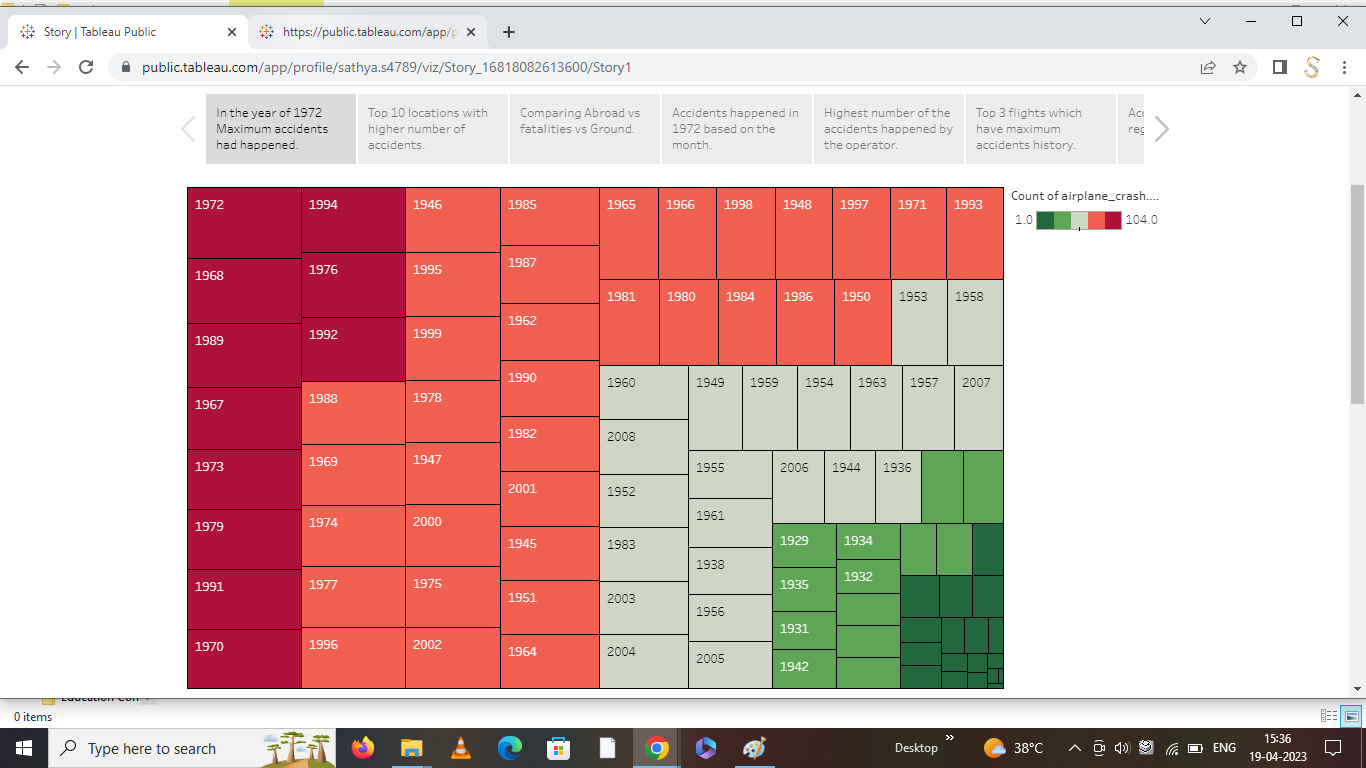 Story | Tableau Public
https://public.tableau.com/app/p
public.tableau.com/app/profile/sathya.s4789/viz/Story_16818082613600/Story1
In the year of 1972
Maximum accidents
had happened.
Top 10 locations with
higher number of
accidents.
Comparing Abroad vs
fatalities vs Ground.
Accidents happened in
1972 based on the
month.
Highest number of the
accidents happened by
the operator.
Top 3 flights which
have maximum
accidents history.
Acc
reg
Count of airplane_crash....
1.0
104.0
1972
1968
1989
1967
1973
1979
1991
1970
1994
1976
1992
1988
1969
1974
1977
1996
1946
1995
1999
1978
1947
2000
1975
2002
1985
1987
1962
1990
1982
2001
1945
1951
1964
1965 1966 1998 1948 1997 1971 1993
1981 1980 1984 1986 1950 1953 1958
1960
2008
1952
1983
2003
2004
1949 1959 1954 1963 1957 2007
1955
1961
1938
1956
2005
2006 1944 1936
1929
1935
1931
1942
1934
1932
0 items
Type here to search
Desktop
38°C
ENG
15:36
19-04-2023